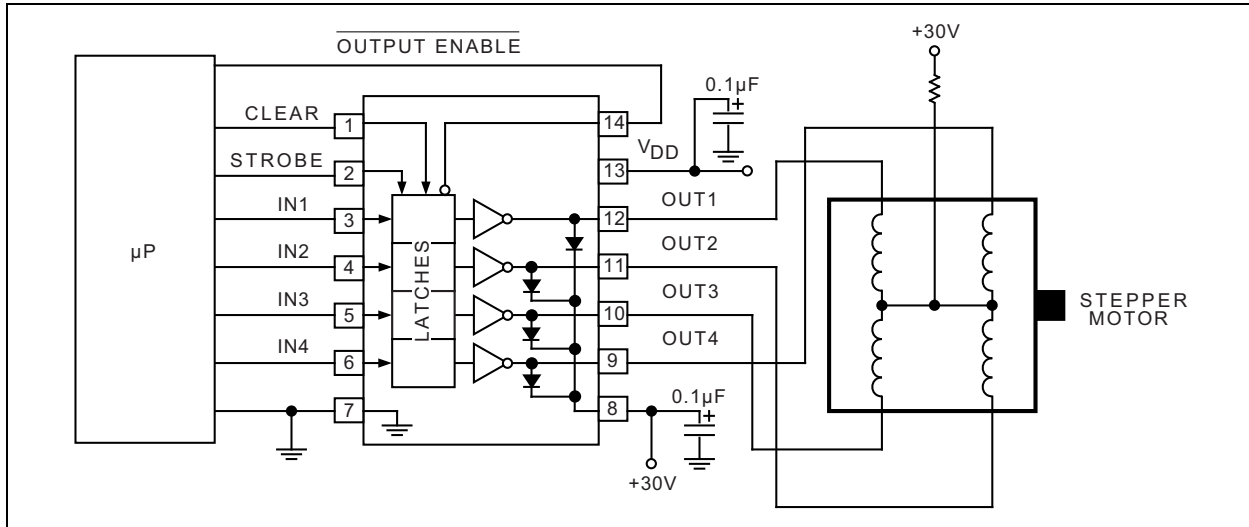 OUTPUT ENABLE
+30V
0.1µF
+
CLEAR
1
14
VDD
STROBE
2
13
IN1
3
12
OUT1
µP
LATCHES
OUT2
IN2
4
11
OUT3
IN3
5
10
STEPPER
MOTOR
OUT4
IN4
6
9
0.1µF
+
7
8
+30V